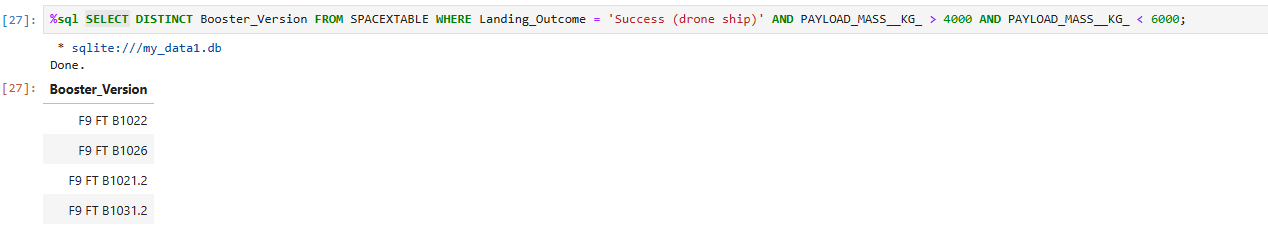 [27]: %sql SELECT DISTINCT Booster_Version FROM SPACEXTABLE WHERE Landing_Outcome = 'Success (drone ship)' AND PAYLOAD_MASS__KG_ > 4000 AND PAYLOAD_MASS__KG_ < 6000;
* sqlite:///my_data1.db
Done.
[27]: Booster_Version
F9 FT B1022
F9 FT B1026
F9 FT B1021.2
F9 FT B1031.2